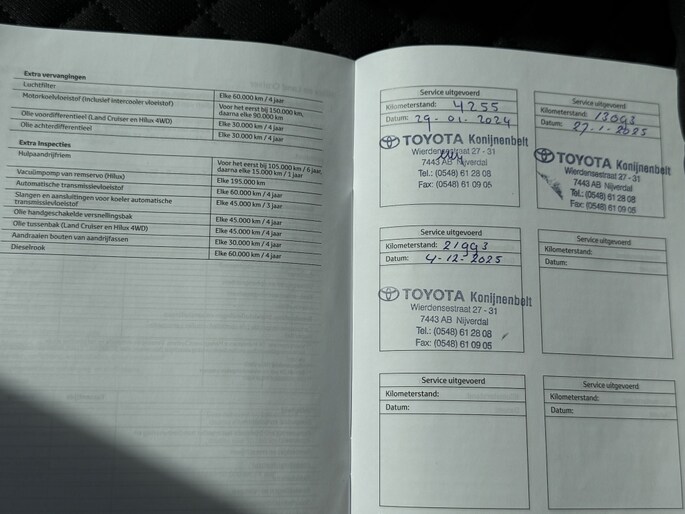 Extra vervangingen
Luchtfilter
Elke 60.000 km / 4 jaar
Motorkoelvloeistof (inclusief intercooler vloeistof)
Voor het eerst bij 150.000 km,
daarna elke 90.000 km
Olie voordifferentieel (Land Cruiser en Hilux 4WD)
Elke 30.000 km / 4 jaar
Olie achterdifferentieel
Elke 30.000 km / 4 jaar
Extra Inspecties
Hulpaandrijfriem
Voor het eerst bij 105.000 km / 6 jaar,
daarna elke 15.000 km / 1 jaar
Vacuümpomp van remservo (Hilux)
Elke 195.000 km
Automatische transmissievloeistof
Elke 60.000 km / 4 jaar
Slangen en aansluitingen voor koeler automatische
transmissievloeistof
Elke 45.000 km / 3 jaar
Olie handgeschakelde versnellingsbak
Elke 45.000 km / 4 jaar
Olie tussenbak (Land Cruiser en Hilux 4WD)
Elke 45.000 km / 4 jaar
Aandraaien bouten van aandrijfassen
Elke 30.000 km / 4 jaar
Dieselrook
Elke 60.000 km / 4 jaar
Service uitgevoerd
Kilometerstand: 4255
Datum: 29-01-2024
TOYOTA Konijnenbelt
Wierdensestraat 27 - 31
7443 AB Nijverdal
Tel.: (0548) 61 28 08
Fax: (0548) 61 09 05
Service uitgevoerd
Kilometerstand: 13093
Datum: 27-1-2025
TOYOTA Konijnenbelt
Wierdensestraat 27 - 31
7443 AB Nijverdal
Tel.: (0548) 61 28 08
Fax: (0548) 61 09 05
Service uitgevoerd
Kilometerstand: 21993
Datum: 4-12-2025
TOYOTA Konijnenbelt
Wierdensestraat 27 - 31
7443 AB Nijverdal
Tel.: (0548) 61 28 08
Fax: (0548) 61 09 05
Service uitgevoerd
Kilometerstand:
Datum:
Service uitgevoerd
Kilometerstand:
Datum:
Service uitgevoerd
Kilometerstand:
Datum: